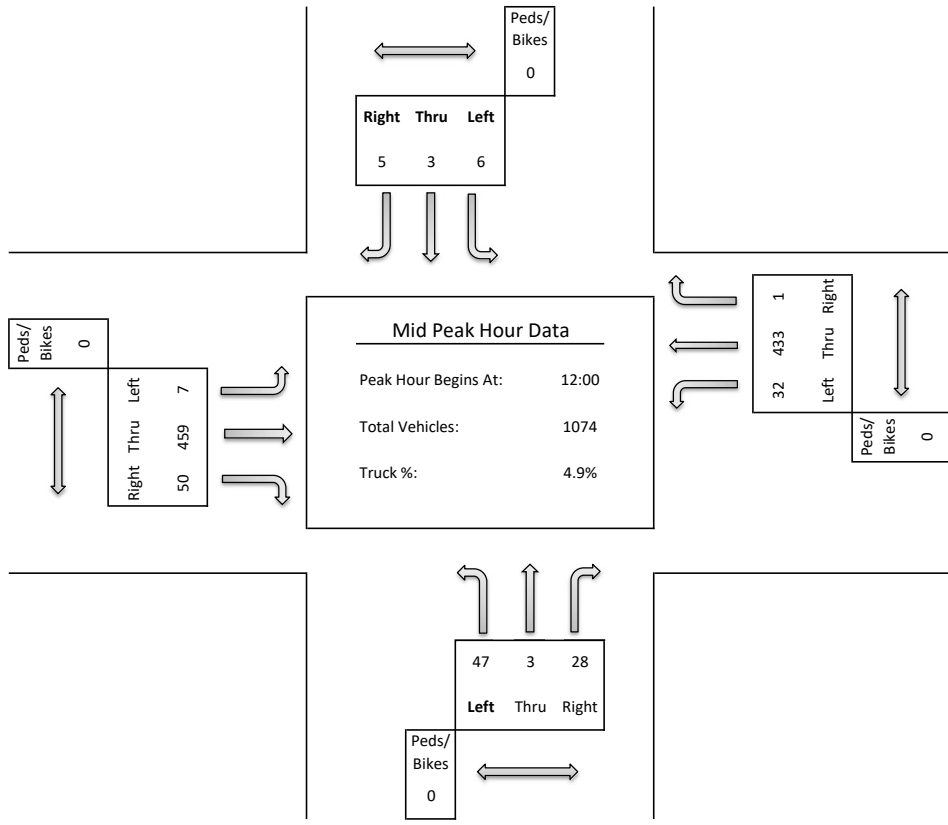 Peds/
Bikes
0
Right Thru Left
5 3 6
Peds/
Bikes
0
Left Thru Right
7 459 50
Mid Peak Hour Data
Peak Hour Begins At: 12:00
Total Vehicles: 1074
Truck %: 4.9%
1 433 32
Right Thru Left
Peds/
Bikes
0
47 3 28
Left Thru Right
Peds/
Bikes
0